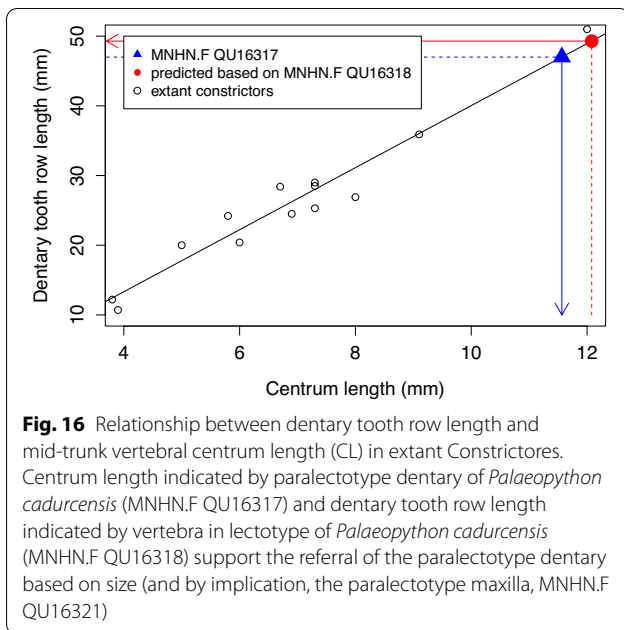 50
40
30
20
10
Dentary tooth row length (mm)
MNHN.F QU16317
predicted based on MNHN.F QU16318
extant constrictors
4 6 8 10 12
Centrum length (mm)
Fig. 16 Relationship between dentary tooth row length and
mid-trunk vertebral centrum length (CL) in extant Constrictores.
Centrum length indicated by paralectotype dentary of Palaeopython
cadurcensis (MNHN.F QU16317) and dentary tooth row length
indicated by vertebra in lectotype of Palaeopython cadurcensis
(MNHN.F QU16318) support the referral of the paralectotype dentary
based on size (and by implication, the paralectotype maxilla, MNHN.F
QU16321)